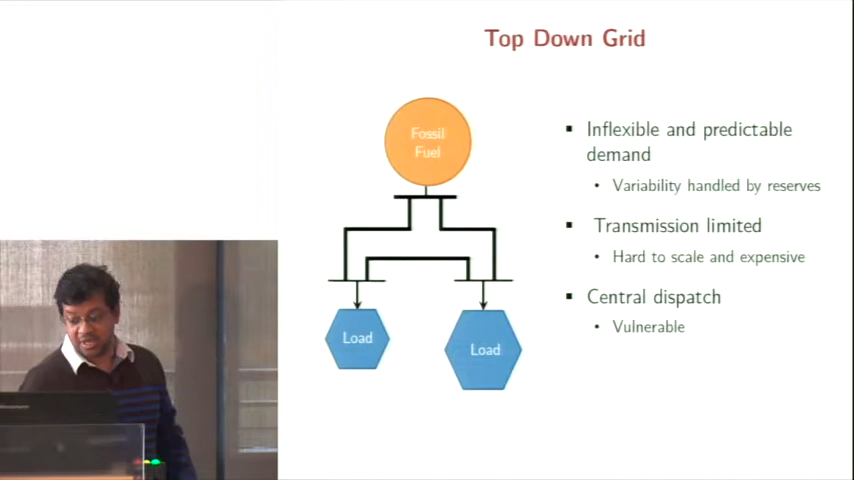 Top Down Grid
Fossil
Fuel
Load
Load
▪ Inflexible and predictable
demand
• Variability handled by reserves
▪ Transmission limited
• Hard to scale and expensive
▪ Central dispatch
• Vulnerable